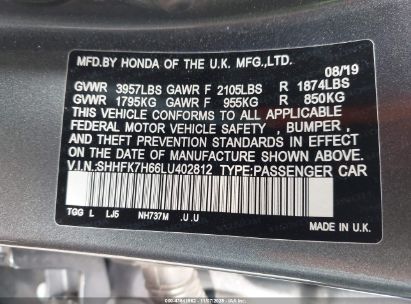 MFD.BY HONDA OF THE U.K. MFG.,LTD.
08/19
GVWR 3957LBS GAWR F 2105LBS R 1874LBS
GVWR 1795KG GAWR F 955KG R 850KG
THIS VEHICLE CONFORMS TO ALL APPLICABLE
FEDERAL MOTOR VEHICLE SAFETY , BUMPER ,
AND THEFT PREVENTION STANDARDS IN EFFECT
ON THE DATE OF MANUFACTURE SHOWN ABOVE.
V.I.N.:SHHFK7H66LU402812 TYPE:PASSENGER CAR
TGG L LJ5 NH737M .U.U
MADE IN U.K.